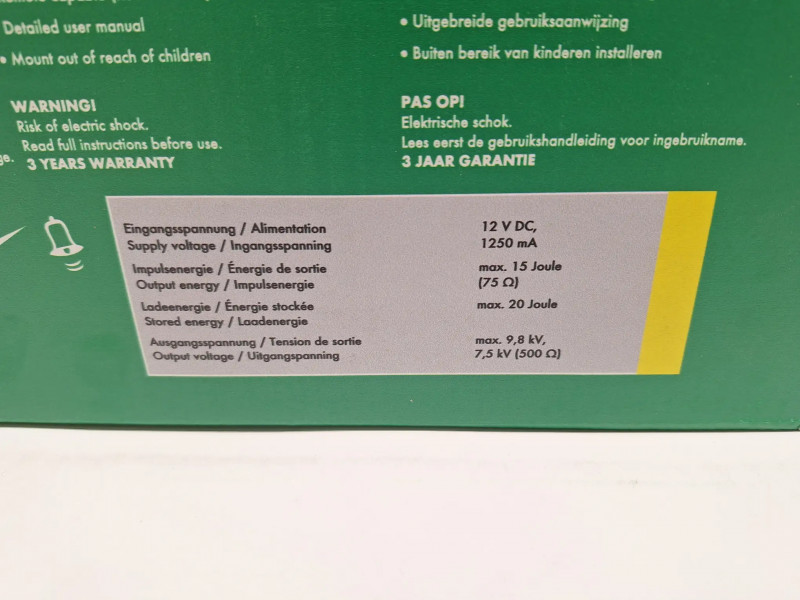 Detailed user manual
• Mount out of reach of children
WARNING!
Risk of electric shock.
Read full instructions before use.
3 YEARS WARRANTY
• Uitgebreide gebruiksaanwijzing
• Buiten bereik van kinderen installeren
PAS OP!
Elektrische schok.
Lees eerst de gebruikshandleiding voor ingebruikname.
3 JAAR GARANTIE
Eingangsspannung / Alimentation
Supply voltage / Ingangsspanning
12 V DC,
1250 mA
Impulsenergie / Énergie de sortie
Output energy / Impulsenergie
max. 15 Joule
(75 Ω)
Ladeenergie / Énergie stockée
Stored energy / Laadenergie
max. 20 Joule
Ausgangsspannung / Tension de sortie
Output voltage / Uitgangspanning
max. 9,8 kV,
7,5 kV (500 Ω)